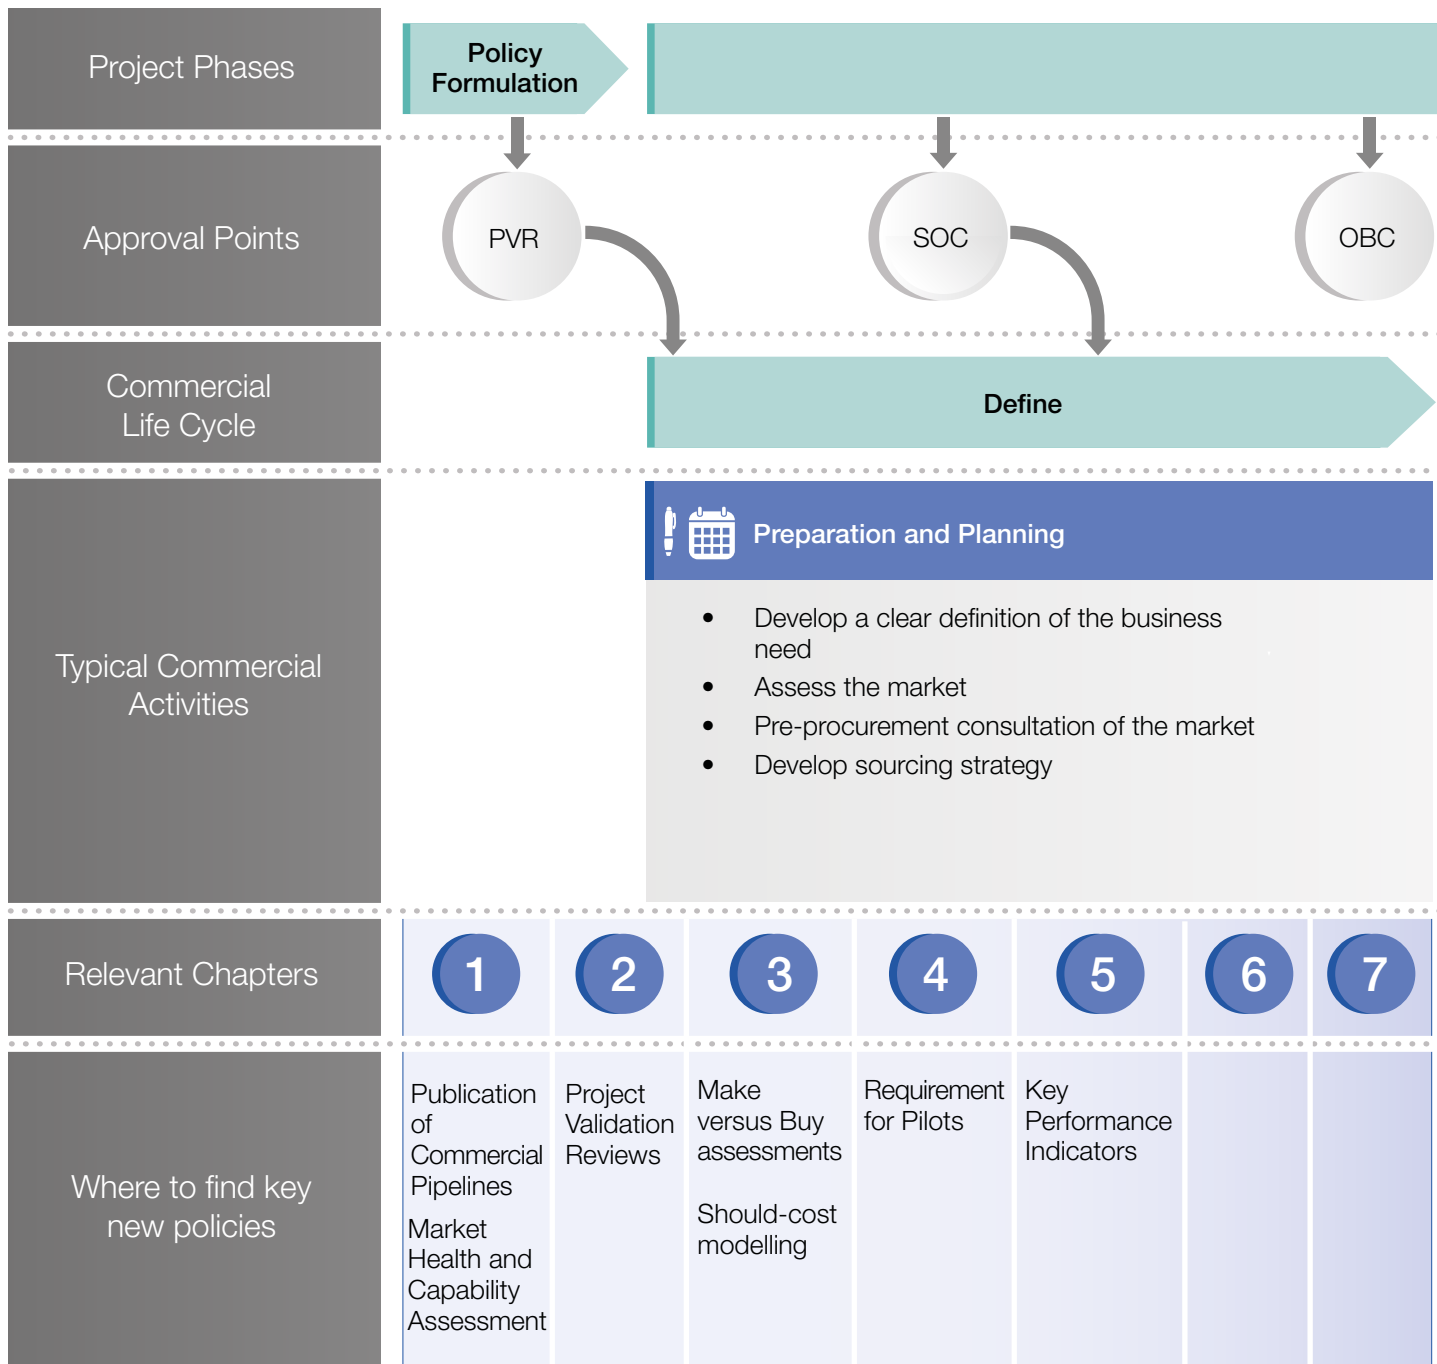 Project Phases
Policy
Formulation
Approval Points
PVR
SOC
OBC
Commercial
Life Cycle
Define
Typical Commercial
Activities
Preparation and Planning
• Develop a clear definition of the business
need
• Assess the market
• Pre-procurement consultation of the market
• Develop sourcing strategy
Relevant Chapters
1
2
3
4
5
6
7
Where to find key
new policies
Publication
of
Commercial
Pipelines
Market
Health and
Capability
Assessment
Project
Validation
Reviews
Make
versus Buy
assessments
Should-cost
modelling
Requirement
for Pilots
Key
Performance
Indicators